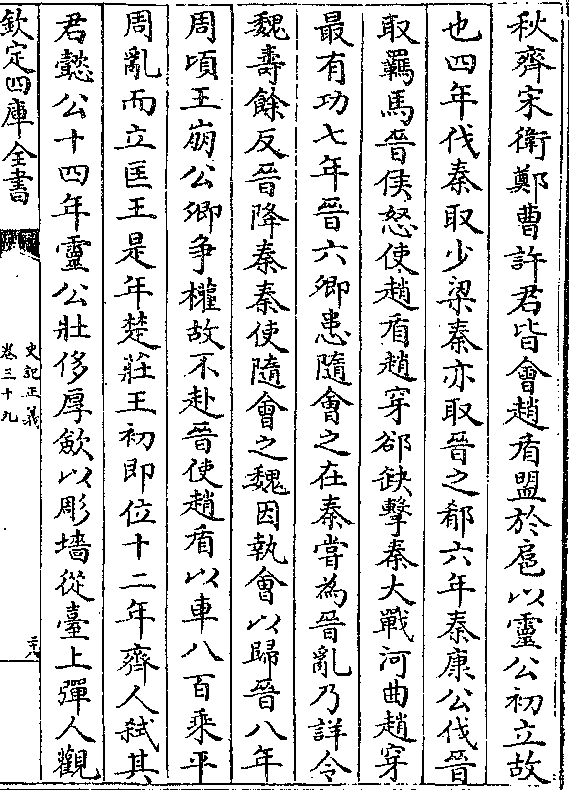 秋齊宋衛鄭曹許君皆會趙盾盟於扈以靈公初立故
也四年伐秦取少梁秦亦取晉之郩六年秦康公伐晉
取羈馬晉侯怒使趙盾趙穿郤缺擊秦大戰河曲趙穿
最有功七年晉六卿患隨會之在秦嘗為晉亂乃詳令
魏壽餘反晉降秦秦使隨會之魏因執會以歸晉八年
周頃王崩公卿争權故不赴晉使趙盾以車八百乘平
周亂而立匡王是年楚莊王初即位十二年齊人弑其
君懿公十四年靈公壯侈厚斂以彫墻從臺上彈人觀
欽定四庫全書
史記正義
卷三十九
二十八